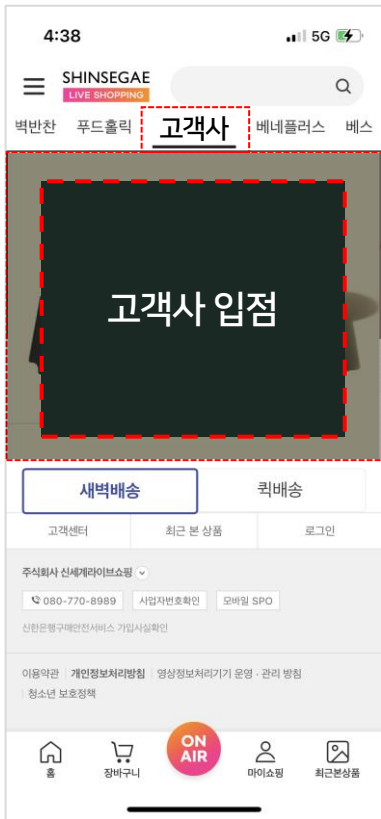 4:38 5G
SHINSEGAE
LIVE SHOPPING
벽반찬 푸드홀릭 고객사 베네플러스 베스
고객사 입점
새벽배송 퀵배송
고객센터 최근 본 상품 로그인
주식회사 신세계라이브쇼핑
080-770-8989 사업자번호확인 모바일 SPO
신한은행구매안전서비스 가입사실확인
이용약관 개인정보처리방침 영상정보처리기기 운영·관리 방침
청소년 보호정책
ON
AIR
홈 장바구니 마이쇼핑 최근본상품